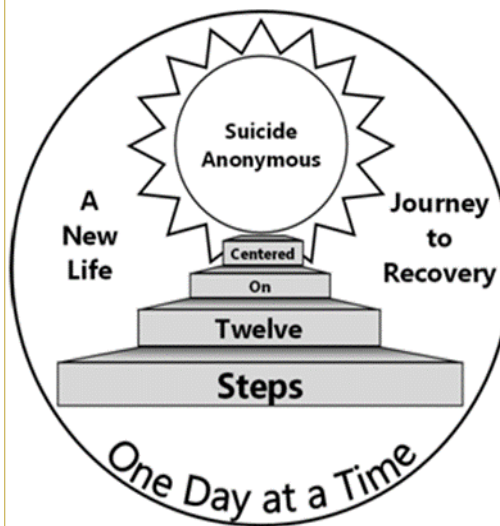 Suicide
Anonymous
A
New
Life
Journey
to
Recovery
Centered
On
Twelve
Steps
One Day at a Time